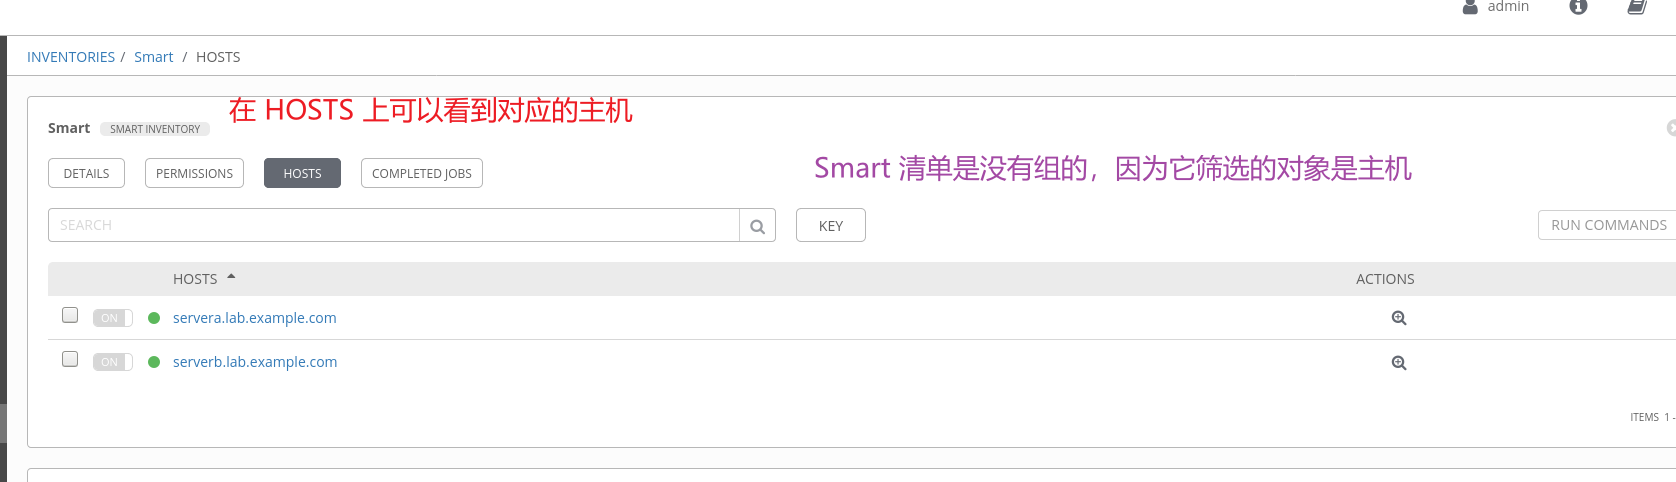 admin
INVENTORIES / Smart / HOSTS
在 HOSTS 上可以看到对应的主机
Smart SMART INVENTORY
Smart 清单是没有组的，因为它筛选的对象是主机
DETAILS PERMISSIONS HOSTS COMPLETED JOBS
SEARCH KEY RUN COMMANDS
HOSTS ACTIONS
ON servera.lab.example.com
ON serverb.lab.example.com
ITEMS 1 -